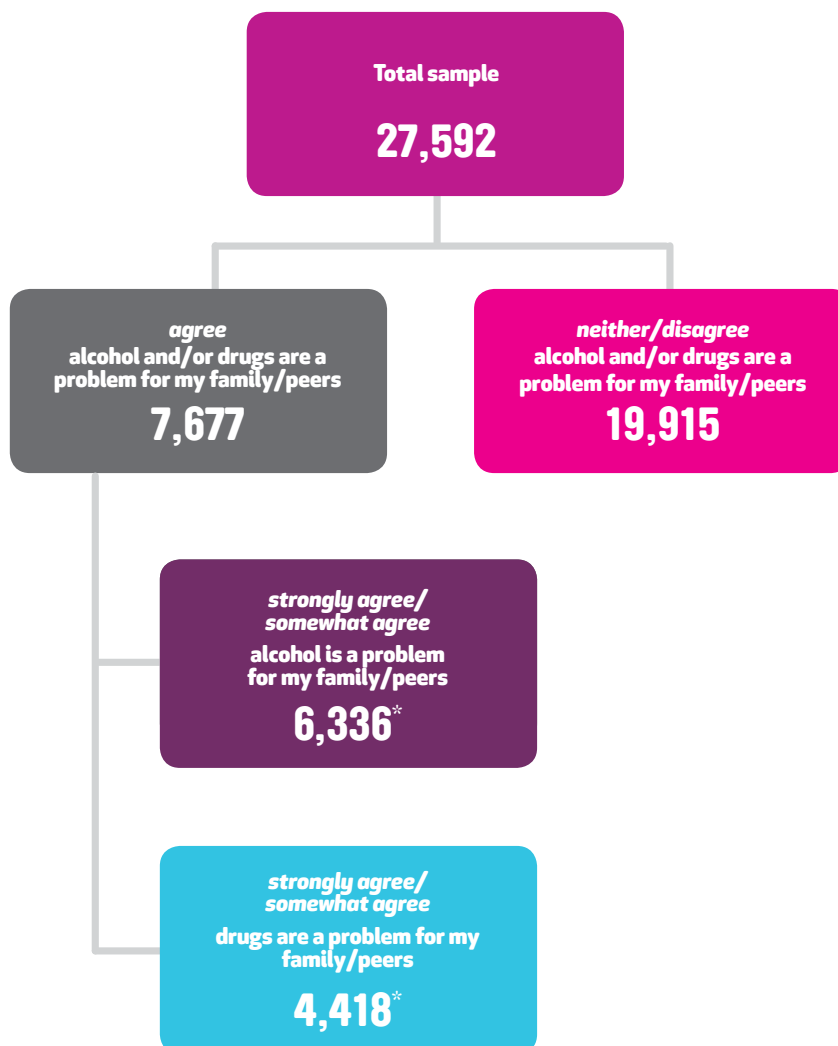 Total sample
27,592
agree
alcohol and/or drugs are a
problem for my family/peers
7,677
neither/disagree
alcohol and/or drugs are a
problem for my family/peers
19,915
strongly agree/
somewhat agree
alcohol is a problem
for my family/peers
6,336*
strongly agree/
somewhat agree
drugs are a problem for my
family/peers
4,418*